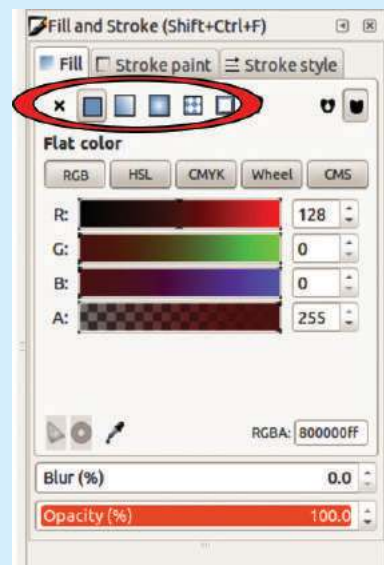 Fill and Stroke (Shift+Ctrl+F)
Fill Stroke paint Stroke style
Flat color
RGB HSL CMYK Wheel CMS
R: 128
G: 0
B: 0
A: 255
RGBA: 800000ff
Blur (%) 0.0
Opacity (%) 100.0